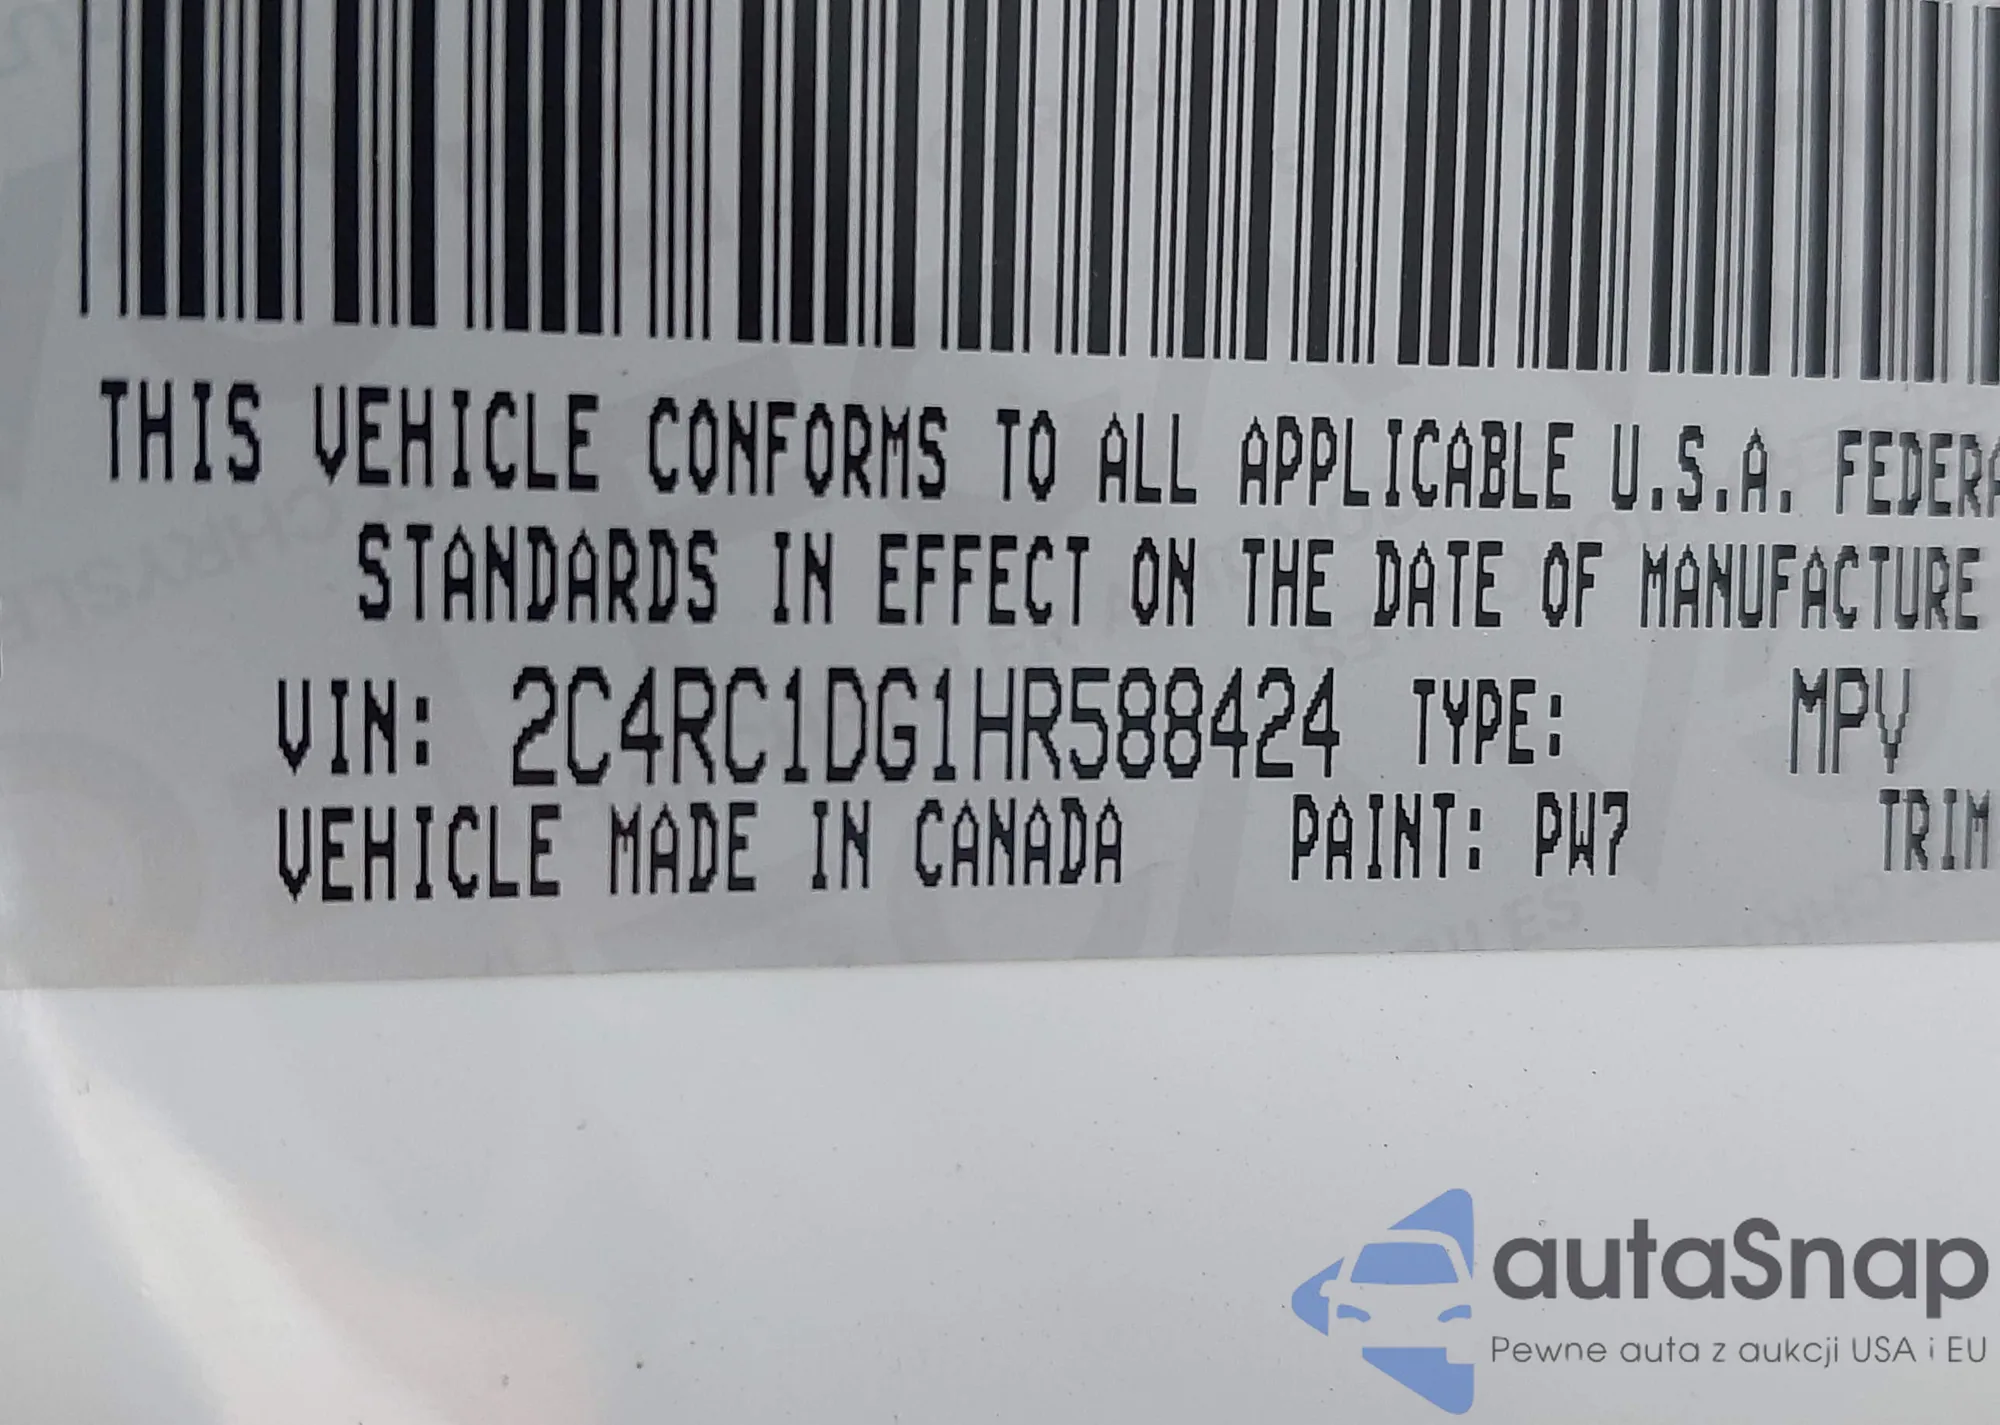 THIS VEHICLE CONFORMS TO ALL APPLICABLE U.S.A. FEDERA
STANDARDS IN EFFECT ON THE DATE OF MANUFACTURE
VIN: 2C4RC1DG1HR588424 TYPE: MPV
VEHICLE MADE IN CANADA PAINT: PW7 TRIM
autaSnap
Pewne auta z aukcji USA i EU